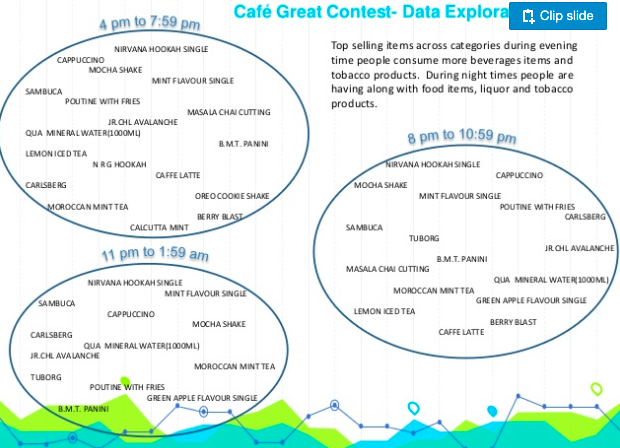 Café Great Contest- Data Explora
Clip slide
4 pm to 7:59 pm
NIRVANA HOOKAH SINGLE
CAPPUCCINO
MOCHA SHAKE
MINT FLAVOUR SINGLE
SAMBUCA
POUTINE WITH FRIES
MASALA CHAI CUTTING
JR.CHL AVALANCHE
QUA MINERAL WATER(1000ML)
B.M.T. PANINI
LEMON ICED TEA
N R G HOOKAH
CAFFE LATTE
CARLSBERG
OREO COOKIE SHAKE
MOROCCAN MINT TEA
BERRY BLAST
CALCUTTA MINT
Top selling items across categories during evening
time people consume more beverages items and
tobacco products. During night times people are
having along with food items, liquor and tobacco
products.
8 pm to 10:59 pm
NIRVANA HOOKAH SINGLE
CAPPUCCINO
MOCHA SHAKE
MINT FLAVOUR SINGLE
POUTINE WITH FRIES
CARLSBERG
SAMBUCA
TUBORG
JR.CHL AVALANCHE
B.M.T. PANINI
MASALA CHAI CUTTING
QUA MINERAL WATER(1000ML)
MOROCCAN MINT TEA
GREEN APPLE FLAVOUR SINGLE
LEMON ICED TEA
BERRY BLAST
CAFFE LATTE
11 pm to 1:59 am
NIRVANA HOOKAH SINGLE
MINT FLAVOUR SINGLE
SAMBUCA
CAPPUCCINO
MOCHA SHAKE
CARLSBERG
QUA MINERAL WATER(1000ML)
JR.CHL AVALANCHE
MOROCCAN MINT TEA
TUBORG
POUTINE WITH FRIES
GREEN APPLE FLAVOUR SINGLE
B.M.T. PANINI